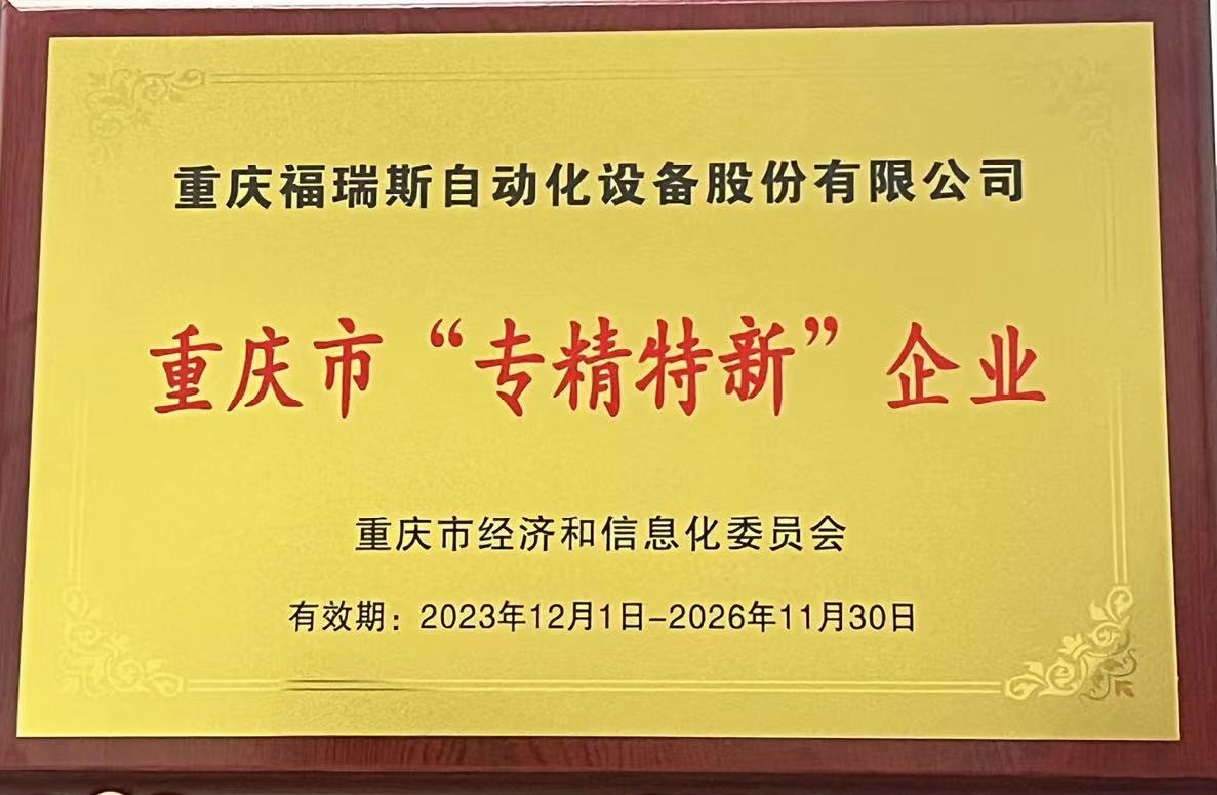 重庆福瑞斯自动化设备股份有限公司
重庆市“专精特新”企业
重庆市经济和信息化委员会
有效期：2023年12月1日-2026年11月30日